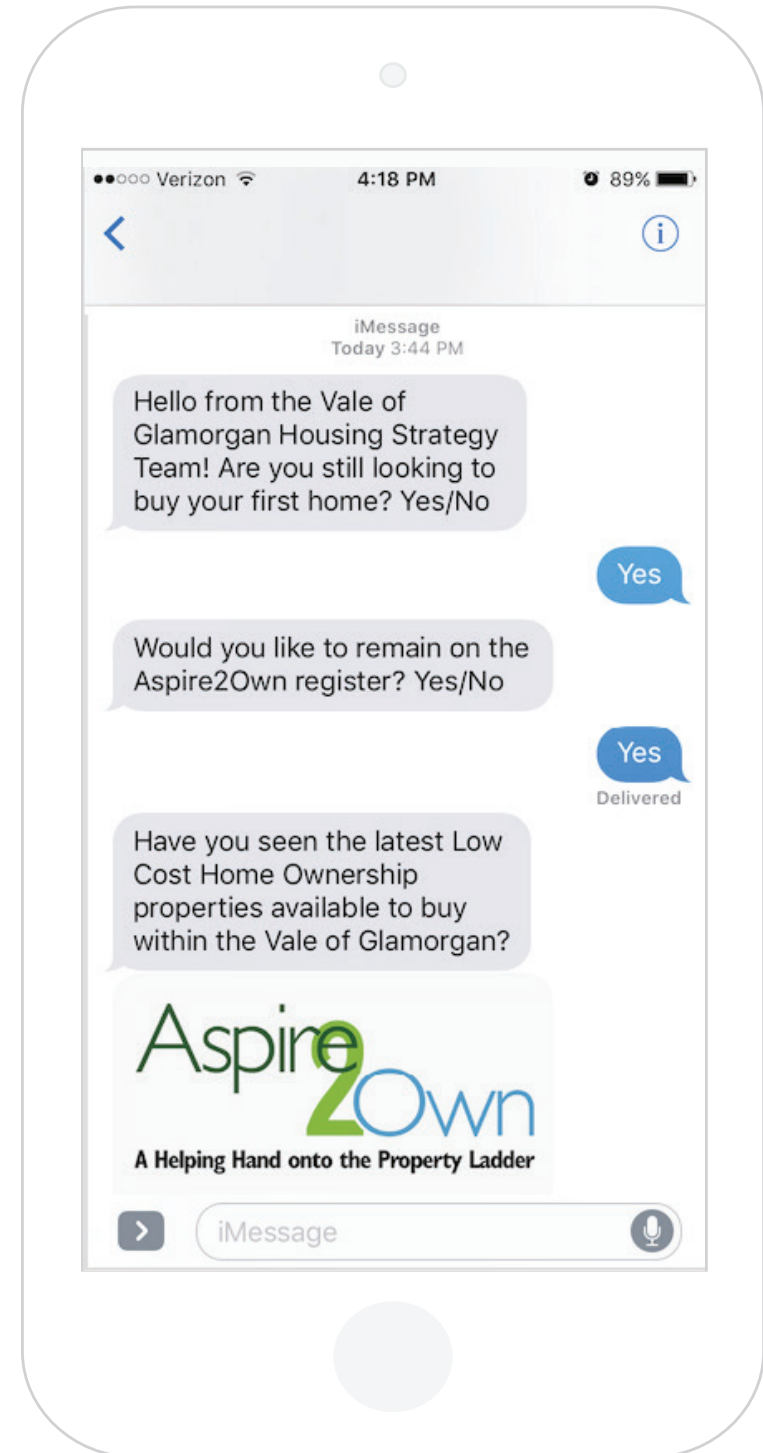 Verizon 4:18 PM 89%
iMessage
Today 3:44 PM
Hello from the Vale of
Glamorgan Housing Strategy
Team! Are you still looking to
buy your first home? Yes/No
Yes
Would you like to remain on the
Aspire2Own register? Yes/No
Yes
Delivered
Have you seen the latest Low
Cost Home Ownership
properties available to buy
within the Vale of Glamorgan?
Aspire
2Own
A Helping Hand onto the Property Ladder
iMessage